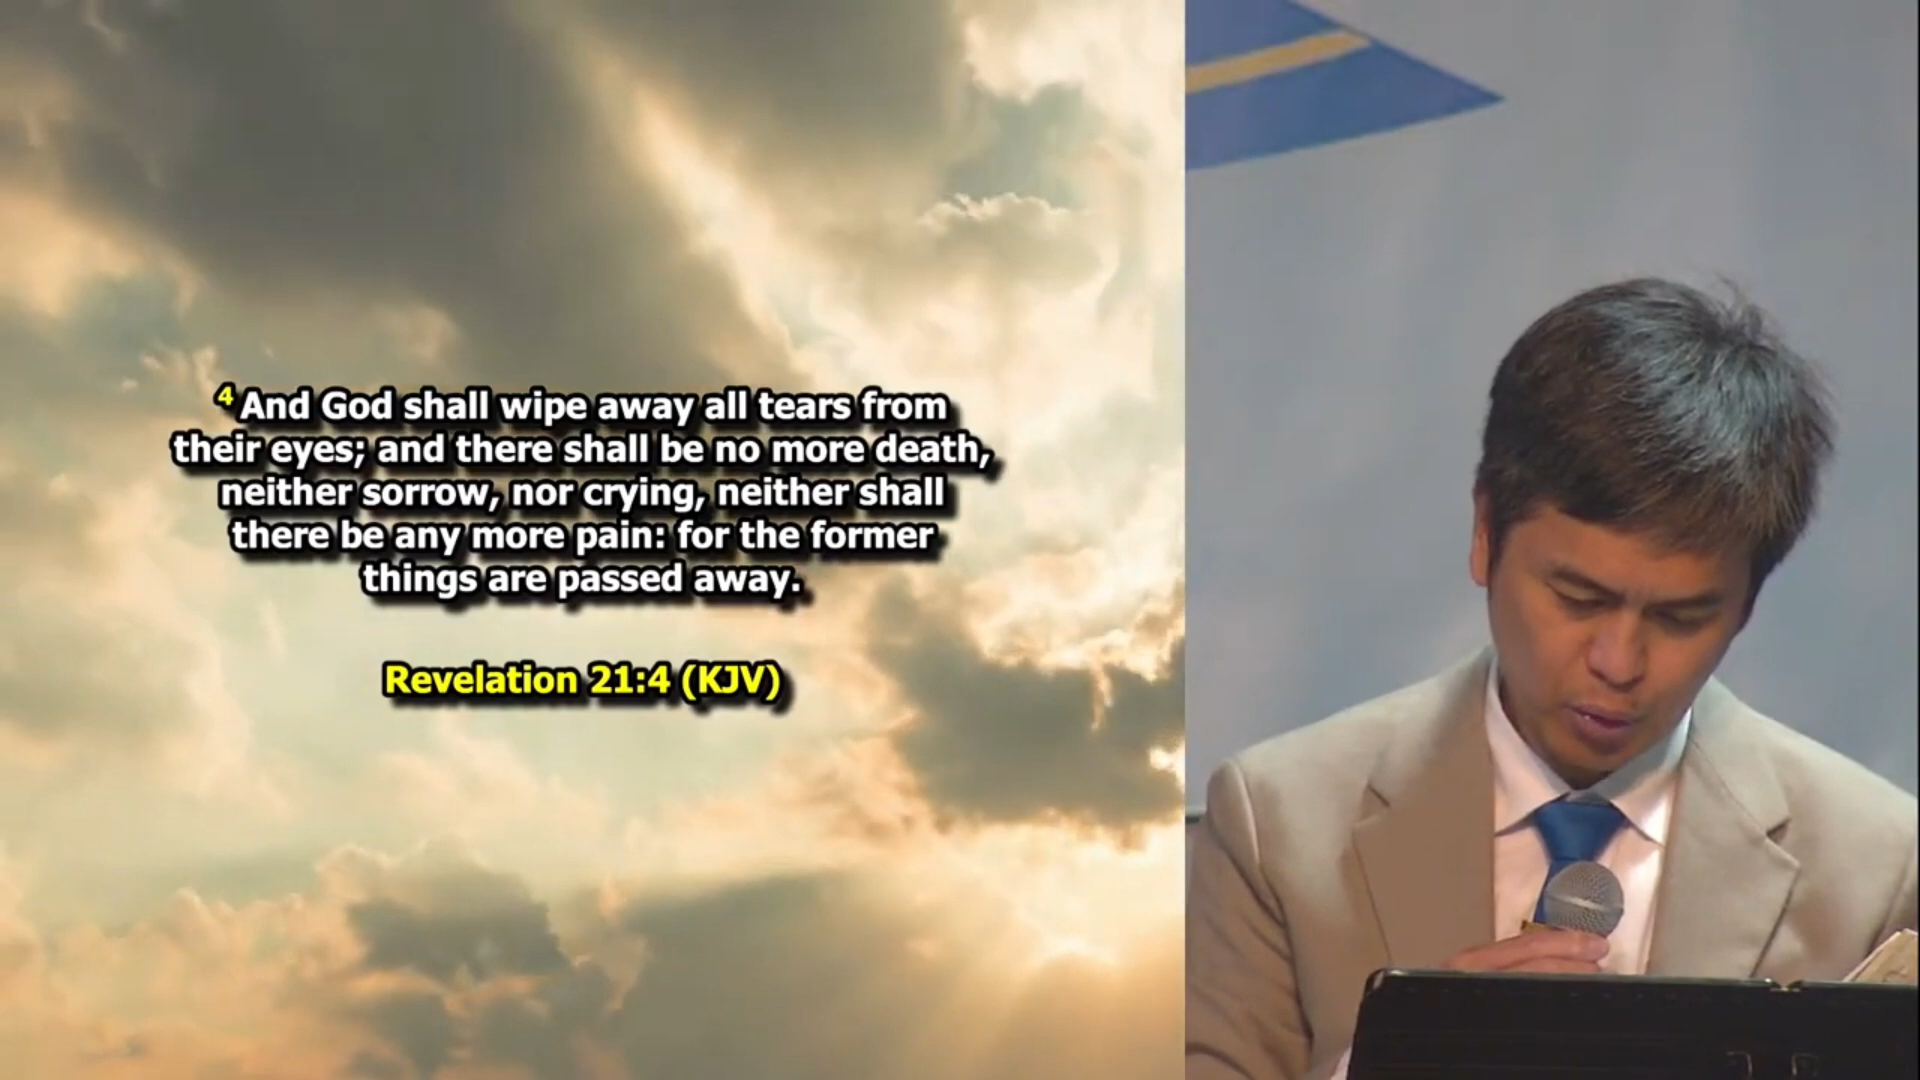 4 And God shall wipe away all tears from
their eyes; and there shall be no more death,
neither sorrow, nor crying, neither shall
there be any more pain: for the former
things are passed away.
Revelation 21:4 (KJV)